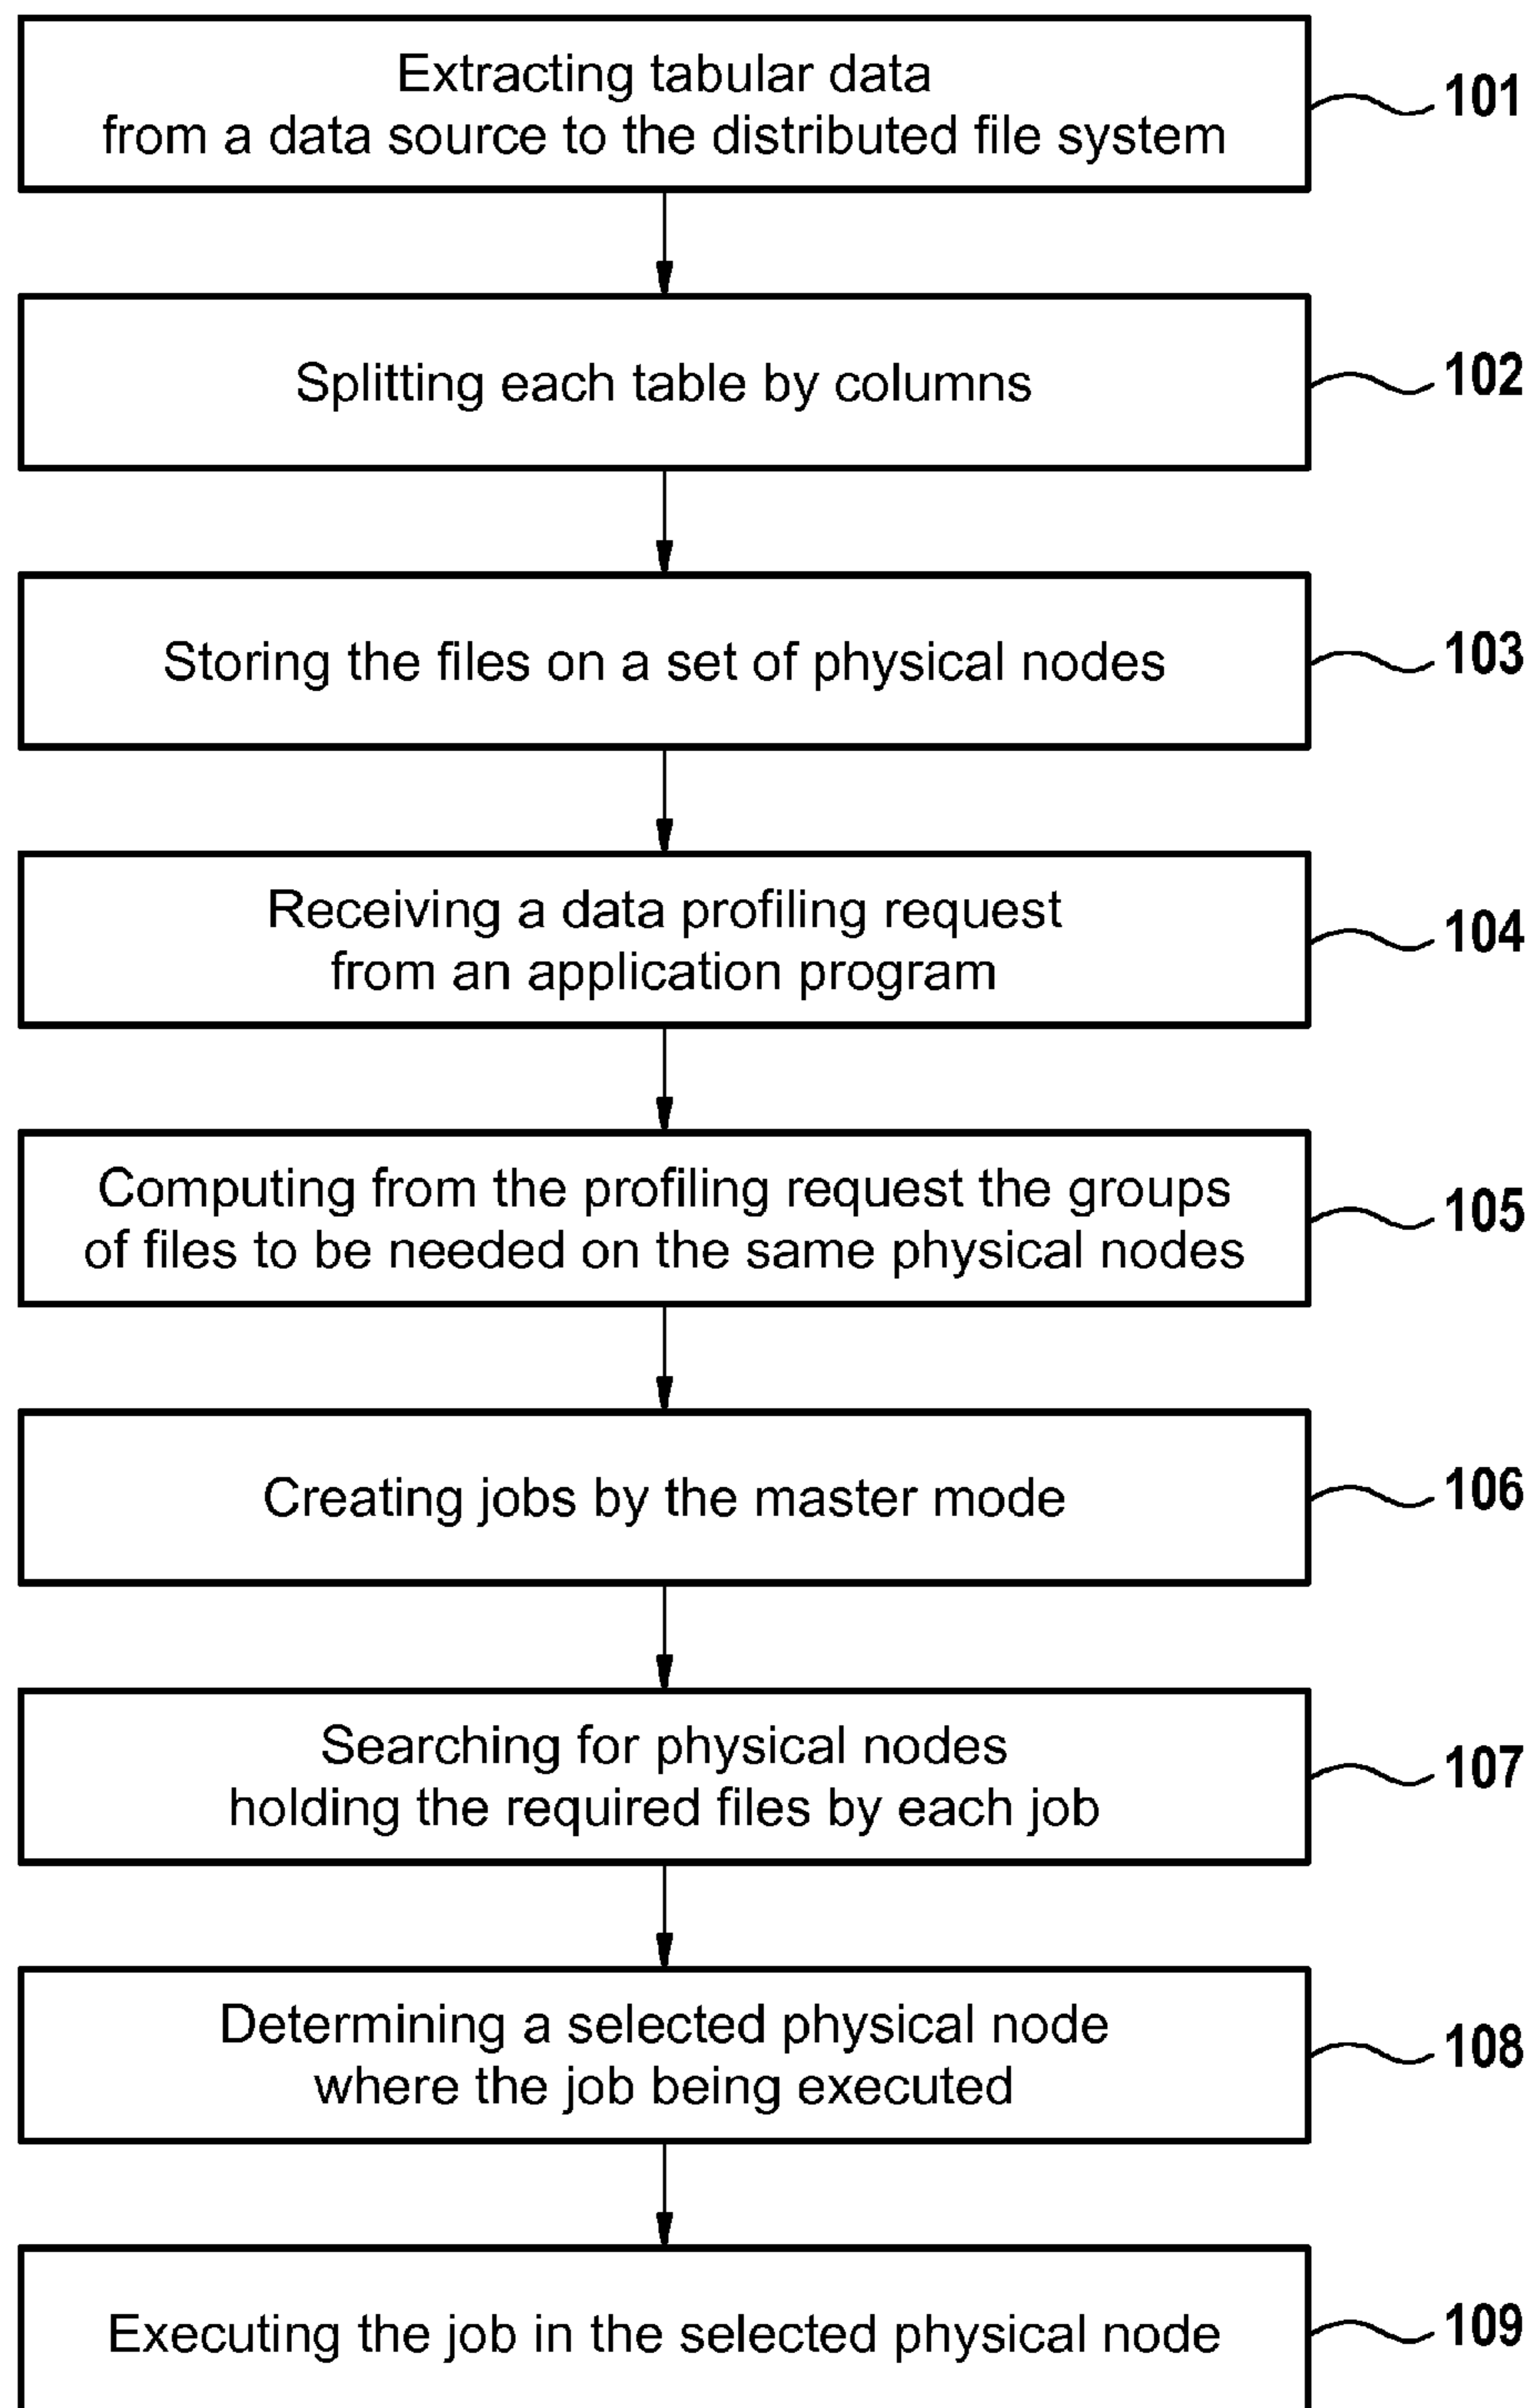 Extracting tabular data
from a data source to the distributed file system
101
Splitting each table by columns
102
Storing the files on a set of physical nodes
103
Receiving a data profiling request
from an application program
104
Computing from the profiling request the groups
of files to be needed on the same physical nodes
105
Creating jobs by the master mode
106
Searching for physical nodes
holding the required files by each job
107
Determining a selected physical node
where the job being executed
108
Executing the job in the selected physical node
109